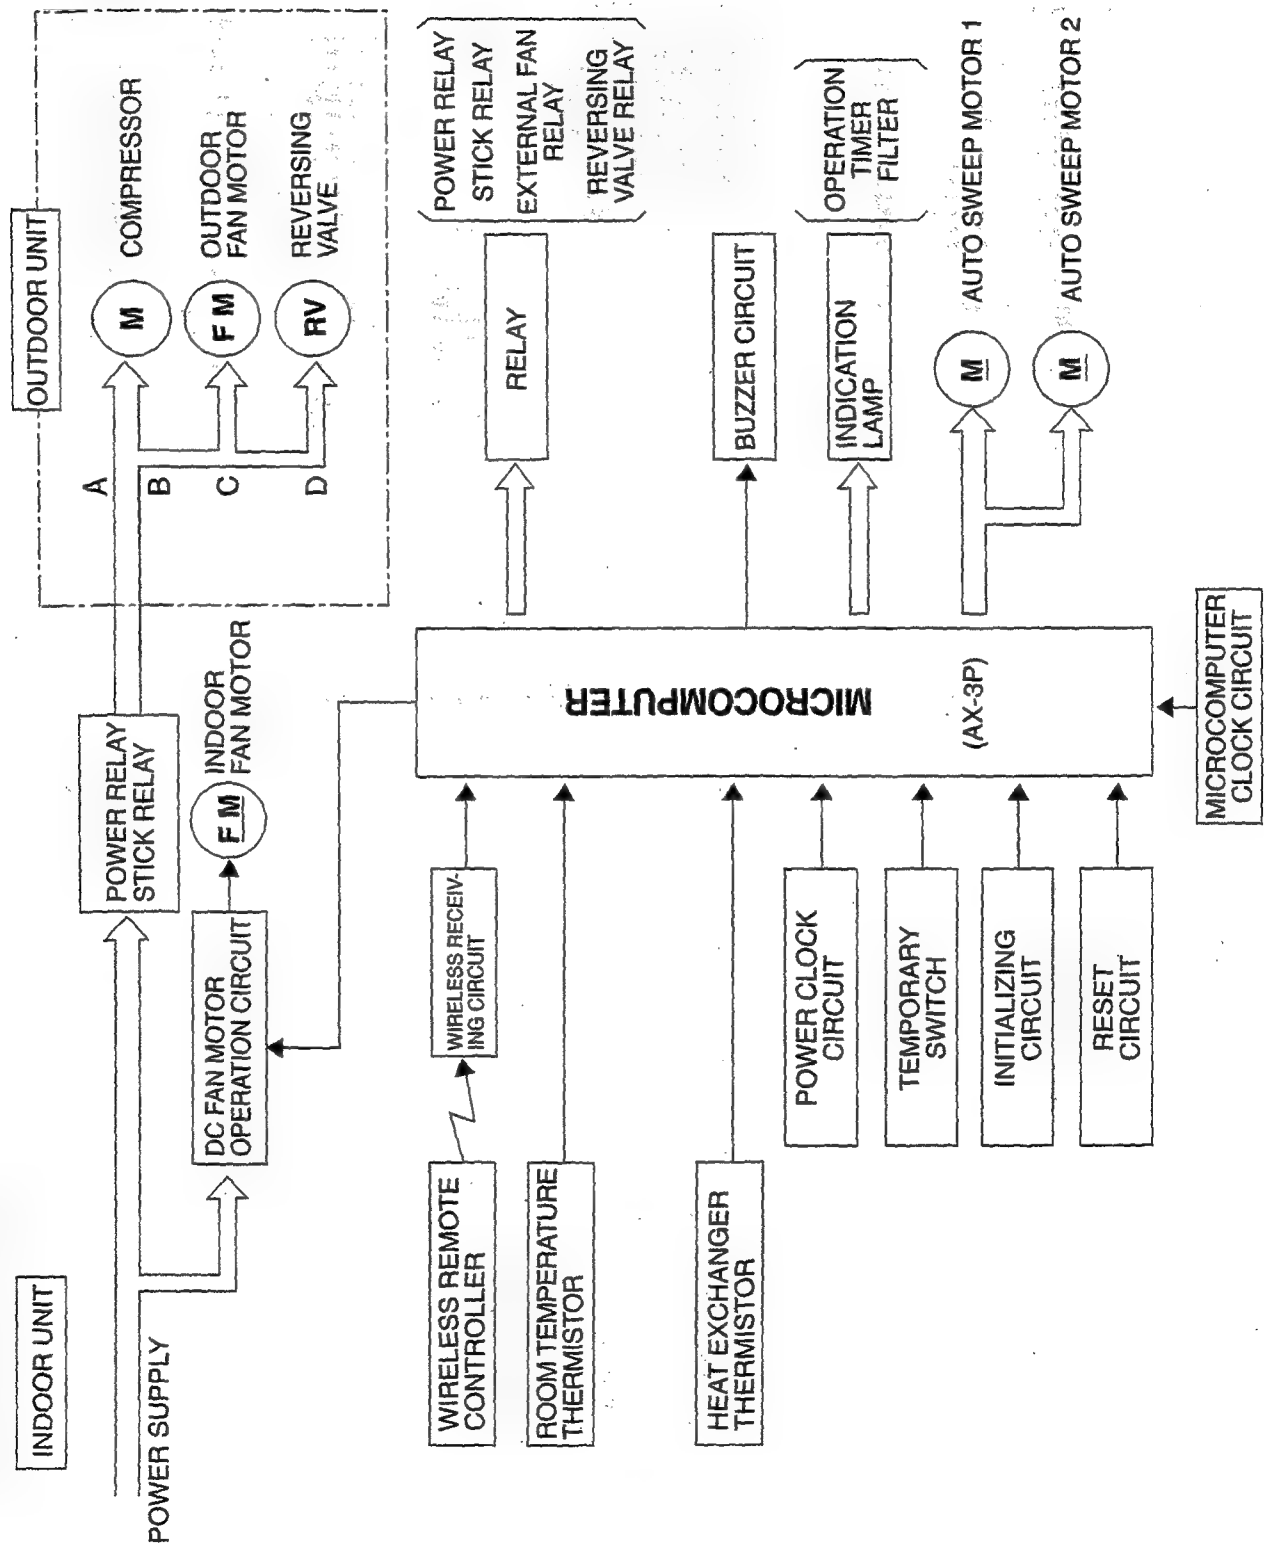 INDOOR UNIT
OUTDOOR UNIT
POWER SUPPLY
POWER RELAY
STICK RELAY
A
B
C
D
M
COMPRESSOR
F M
OUTDOOR
FAN MOTOR
RV
REVERSING
VALVE
DC FAN MOTOR
OPERATION CIRCUIT
F M
INDOOR
FAN MOTOR
WIRELESS REMOTE
CONTROLLER
WIRELESS RECEIV-
ING CIRCUIT
ROOM TEMPERATURE
THERMISTOR
HEAT EXCHANGER
THERMISTOR
POWER CLOCK
CIRCUIT
TEMPORARY
SWITCH
INITIALIZING
CIRCUIT
RESET
CIRCUIT
MICROCOMPUTER
(AX-3P)
MICROCOMPUTER
CLOCK CIRCUIT
RELAY
POWER RELAY
STICK RELAY
EXTERNAL FAN
RELAY
REVERSING
VALVE RELAY
BUZZER CIRCUIT
INDICATION
LAMP
OPERATION
TIMER
FILTER
M
AUTO SWEEP MOTOR 1
M
AUTO SWEEP MOTOR 2